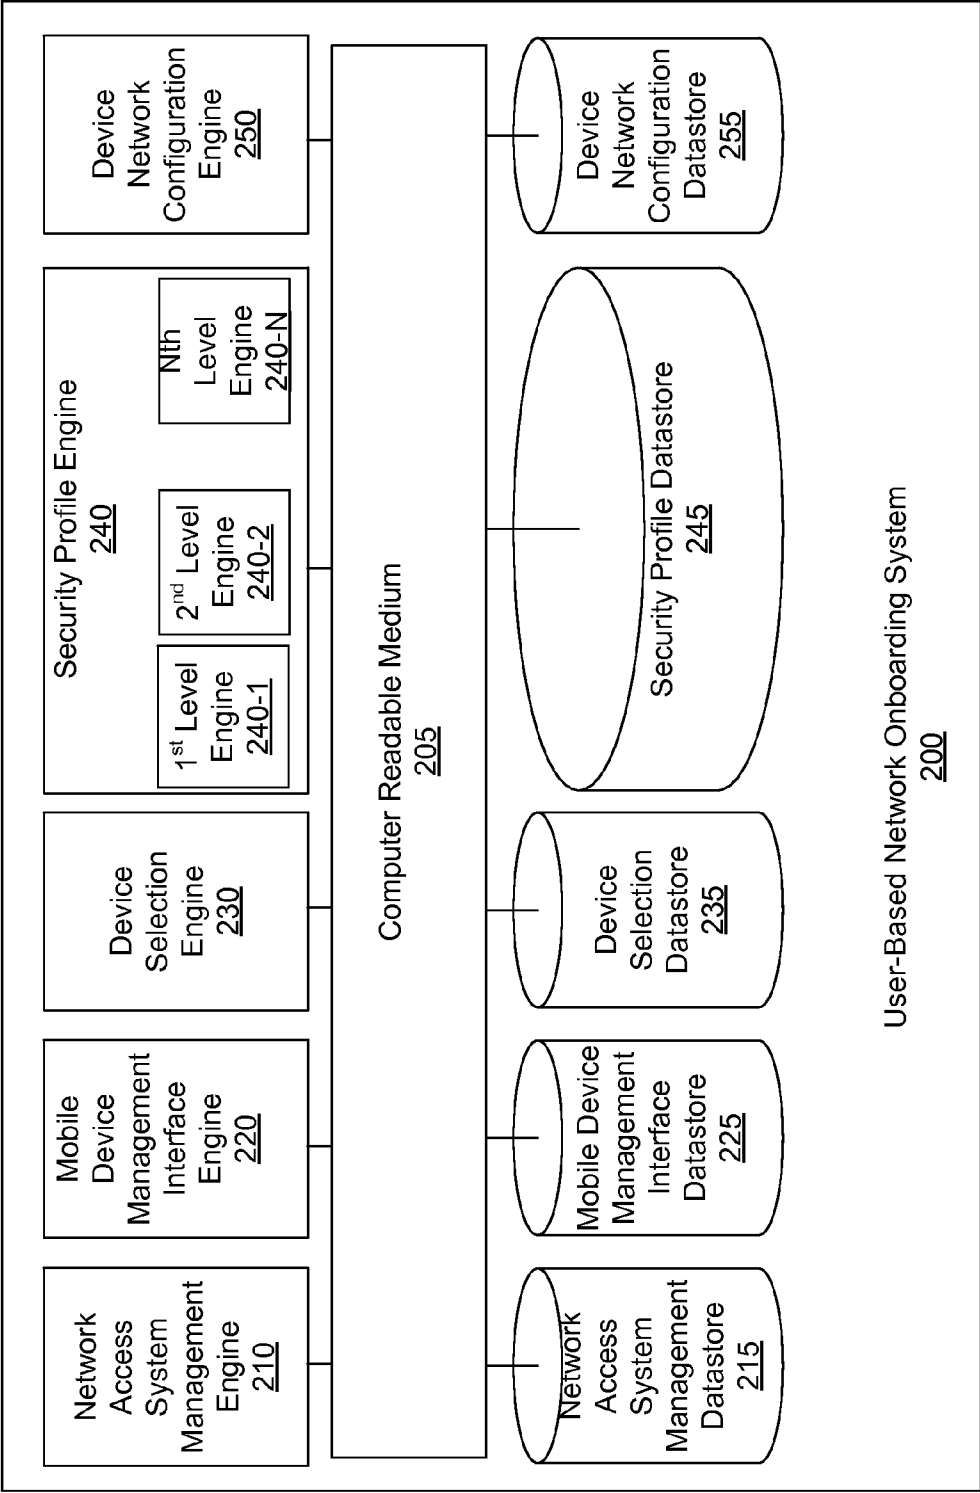 Network
Access
System
Management
Engine
210
Mobile
Device
Management
Interface
Engine
220
Device
Selection
Engine
230
Security Profile Engine
240
1st Level
Engine
240-1
2nd Level
Engine
240-2
Nth
Level
Engine
240-N
Device
Network
Configuration
Engine
250
Computer Readable Medium
205
Network
Access
System
Management
Datastore
215
Mobile Device
Management
Interface
Datastore
225
Device
Selection
Datastore
235
Security Profile Datastore
245
Device
Network
Configuration
Datastore
255
User-Based Network Onboarding System
200